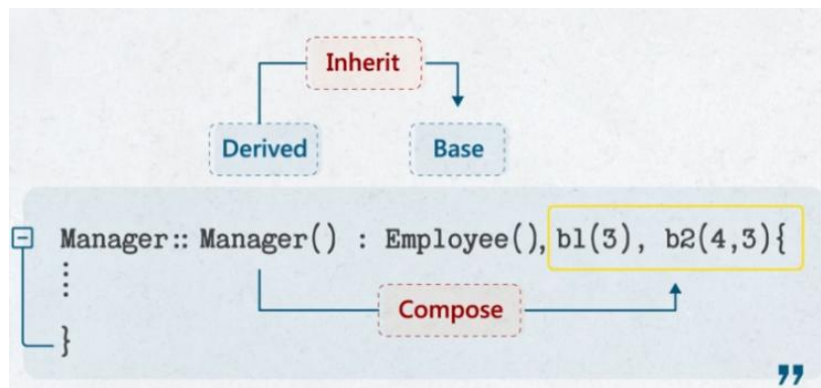 Inherit
Derived Base
Manager:: Manager() : Employee(), b1(3), b2(4,3){
⋮
Compose
}
”